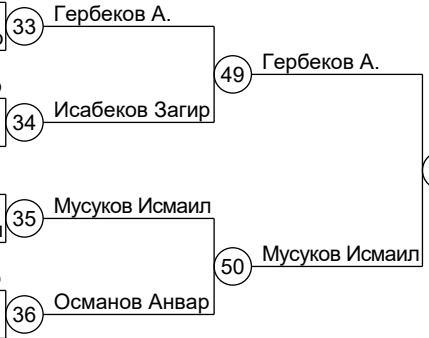 33 Гербеков А.
49 Гербеков А.
34 Исабеков Загир
35 Мусуков Исмаил
50 Мусуков Исмаил
36 Османов Анвар